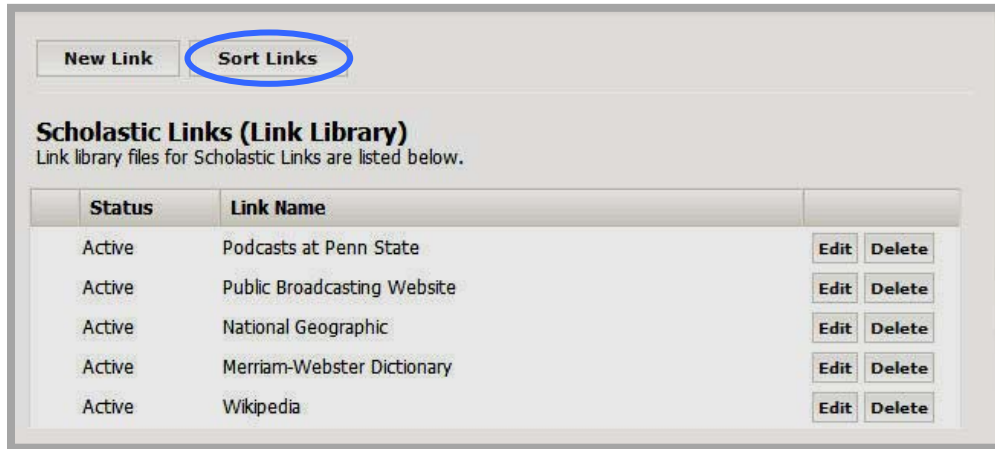 New Link Sort Links
Scholastic Links (Link Library)
Link library files for Scholastic Links are listed below.
Status Link Name
Active Podcasts at Penn State Edit Delete
Active Public Broadcasting Website Edit Delete
Active National Geographic Edit Delete
Active Merriam-Webster Dictionary Edit Delete
Active Wikipedia Edit Delete